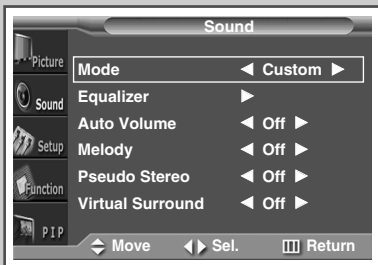 Sound
Picture
Mode Custom
Sound
Equalizer
Auto Volume Off
Setup
Melody Off
Pseudo Stereo Off
Function
Virtual Surround Off
PIP
Move Sel. Return